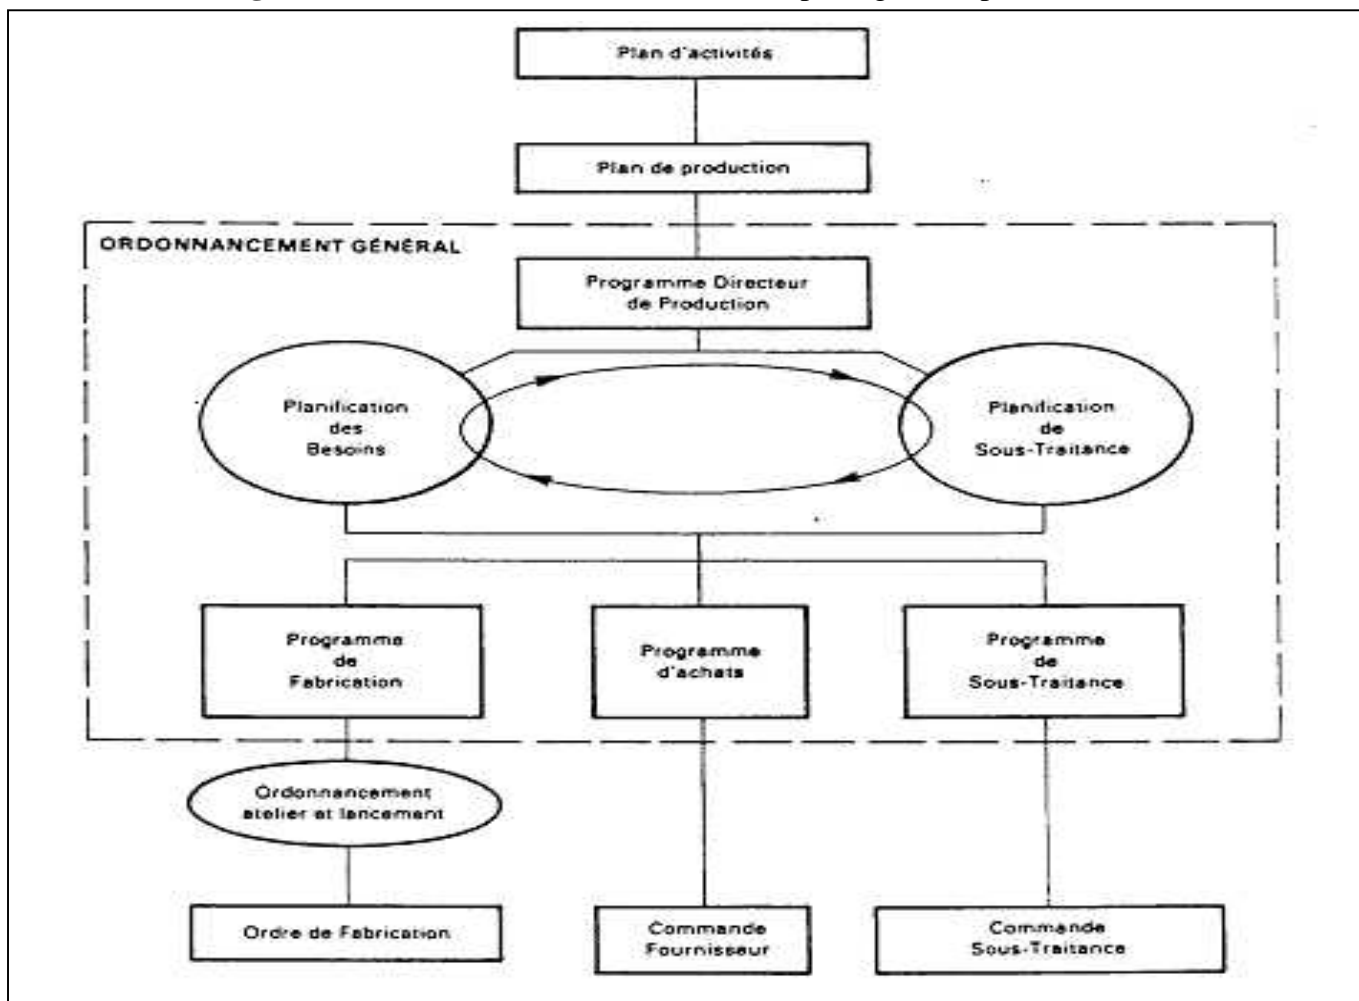 Plan d'activités
Plan de production
ORDONNANCEMENT GÉNÉRAL
Programme Directeur
de Production
Planification
des
Besoins
Planification
de
Sous-Traitance
Programme
de
Fabrication
Programme
d'achats
Programme
de
Sous-Traitance
Ordonnancement
atelier et lancement
Ordre de Fabrication
Commande
Fournisseur
Commande
Sous-Traitance